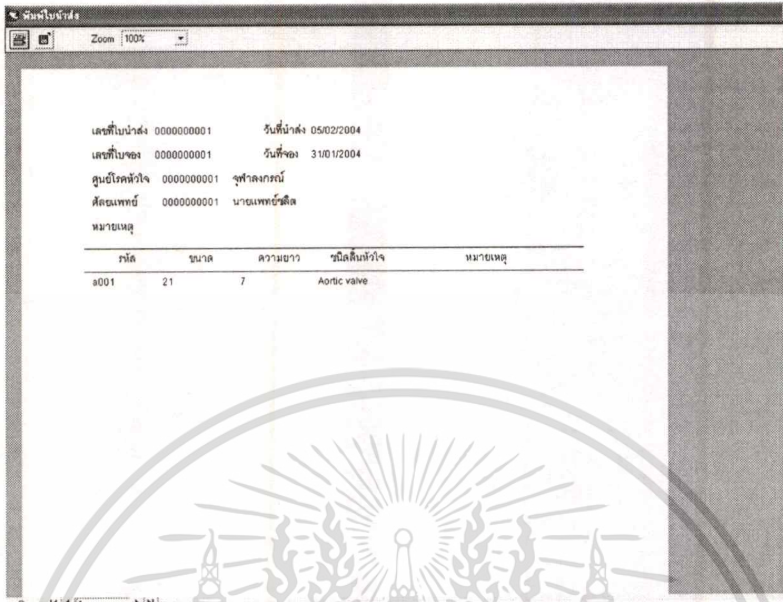 พิมพ์ใบนำส่ง
Zoom 100%
เลขที่ใบนำส่ง 0000000001 วันที่นำส่ง 05/02/2004
เลขที่ใบจอง 0000000001 วันที่จอง 31/01/2004
ศูนย์โรคหัวใจ 0000000001 จุฬาลงกรณ์
ศัลยแพทย์ 0000000001 นายแพทย์ชลิต
หมายเหตุ
รหัส ขนาด ความยาว ชนิดลิ้นหัวใจ หมายเหตุ
a001 21 7 Aortic valve